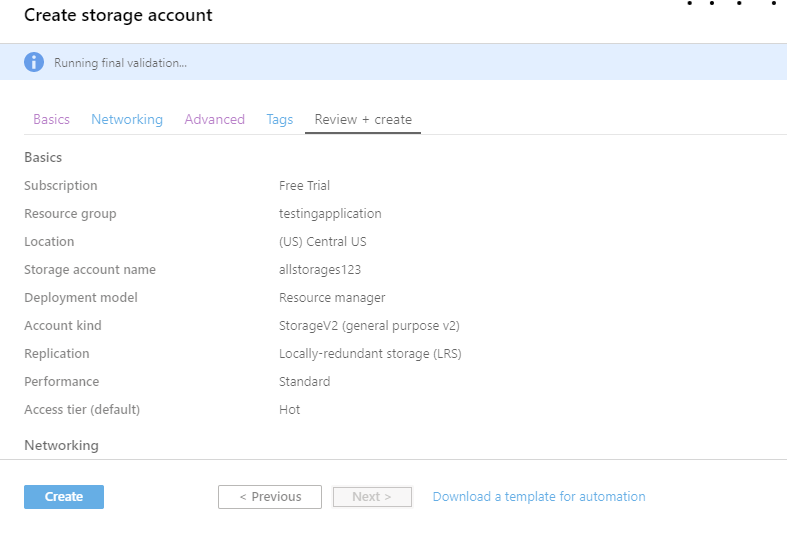 Create storage account
Running final validation...
Basics Networking Advanced Tags Review + create
Basics
Subscription Free Trial
Resource group testingapplication
Location (US) Central US
Storage account name allstorages123
Deployment model Resource manager
Account kind StorageV2 (general purpose v2)
Replication Locally-redundant storage (LRS)
Performance Standard
Access tier (default) Hot
Networking
Create < Previous Next > Download a template for automation